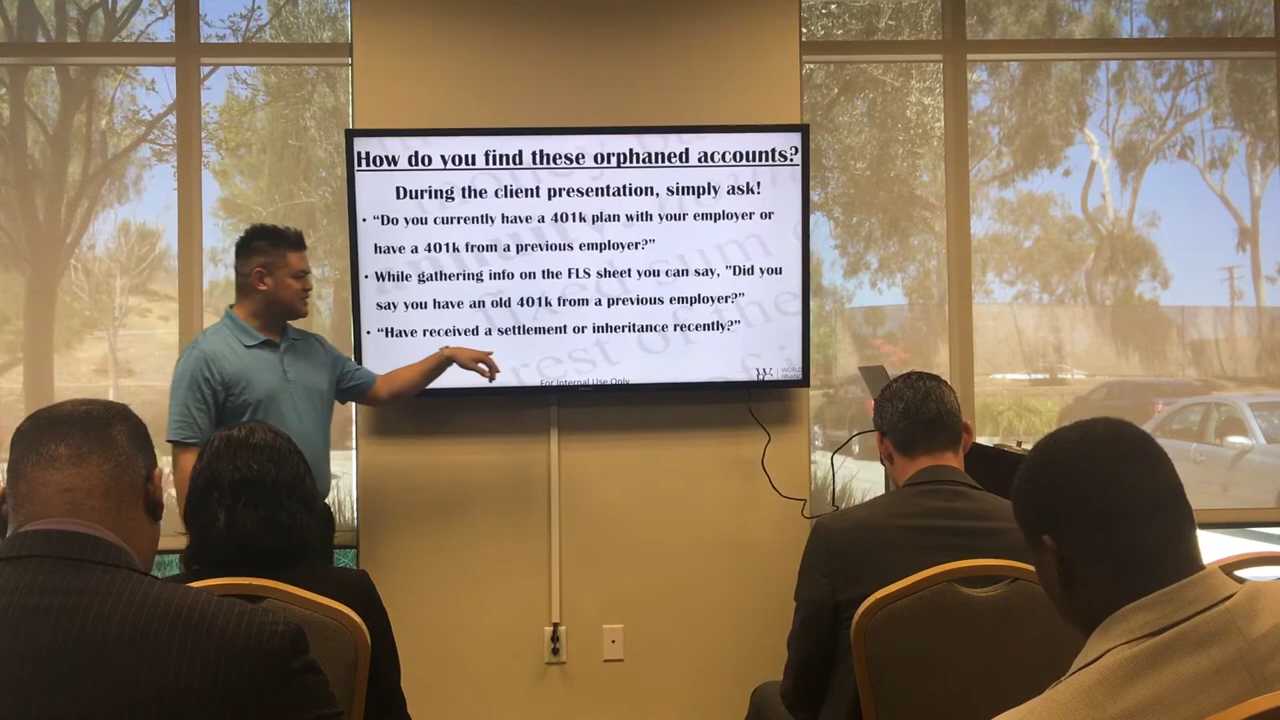 How do you find these orphaned accounts?
During the client presentation, simply ask!
• “Do you currently have a 401k plan with your employer or
have a 401k from a previous employer?”
• While gathering info on the FLS sheet you can say, ”Did you
say you have an old 401k from a previous employer?”
• “Have received a settlement or inheritance recently?”
rest of the
For Internal Use Only